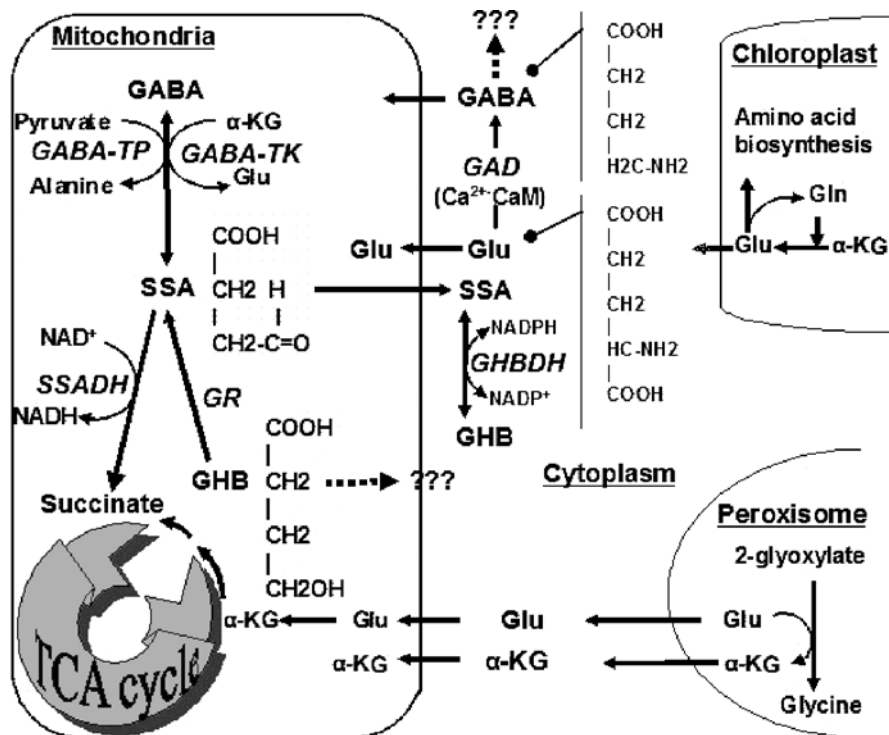 Mitochondria
GABA
Pyruvate
α-KG
GABA-TP
GABA-TK
Alanine
Glu
SSA
COOH
CH2 H
CH2-C=O
NAD⁺
SSADH
NADH
GR
Succinate
GHB
COOH
CH2
CH2
CH2OH
???
TCA cycle
α-KG
Glu
α-KG
???
GABA
GAD
(Ca²⁺-CaM)
Glu
Glu
SSA
NADPH
GHBDH
NADP⁺
GHB
COOH
CH2
CH2
H2C-NH2
COOH
CH2
CH2
HC-NH2
COOH
Cytoplasm
Glu
α-KG
Chloroplast
Amino acid
biosynthesis
Gln
Glu
α-KG
Peroxisome
2-glyoxylate
Glu
α-KG
Glycine